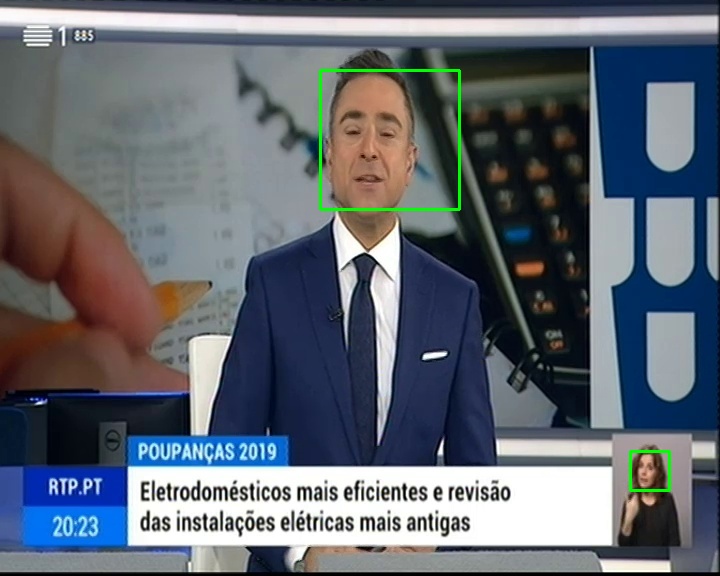 1 885
POUPANÇAS 2019
RTP.PT
Eletrodomésticos mais eficientes e revisão
20:23
das instalações elétricas mais antigas